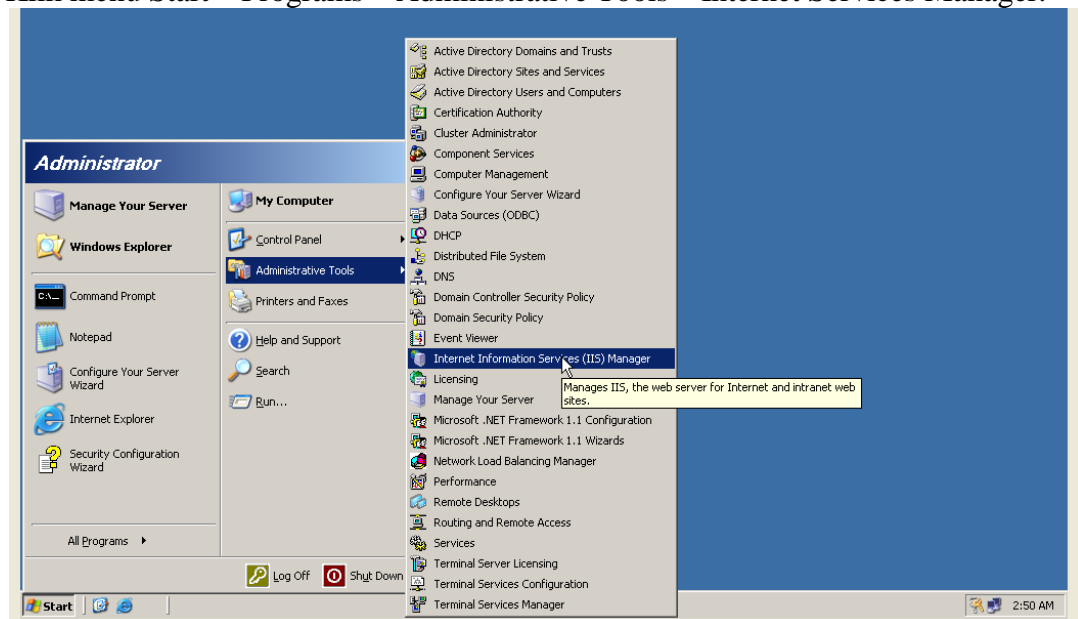 Active Directory Domains and Trusts
Active Directory Sites and Services
Active Directory Users and Computers
Certification Authority
Cluster Administrator
Component Services
Computer Management
Configure Your Server Wizard
Data Sources (ODBC)
DHCP
Distributed File System
DNS
Domain Controller Security Policy
Domain Security Policy
Event Viewer
Internet Information Services (IIS) Manager
Licensing
Manage Your Server
Microsoft .NET Framework 1.1 Configuration
Microsoft .NET Framework 1.1 Wizards
Network Load Balancing Manager
Performance
Remote Desktops
Routing and Remote Access
Services
Terminal Server Licensing
Terminal Services Configuration
Terminal Services Manager
Manages IIS, the web server for Internet and intranet web
sites.
Administrator
Manage Your Server
Windows Explorer
C:\_
Command Prompt
Notepad
Configure Your Server
Wizard
Internet Explorer
Security Configuration
Wizard
All Programs
My Computer
Control Panel
Administrative Tools
Printers and Faxes
Help and Support
Search
Run...
Log Off
Shut Down
Start
2:50 AM